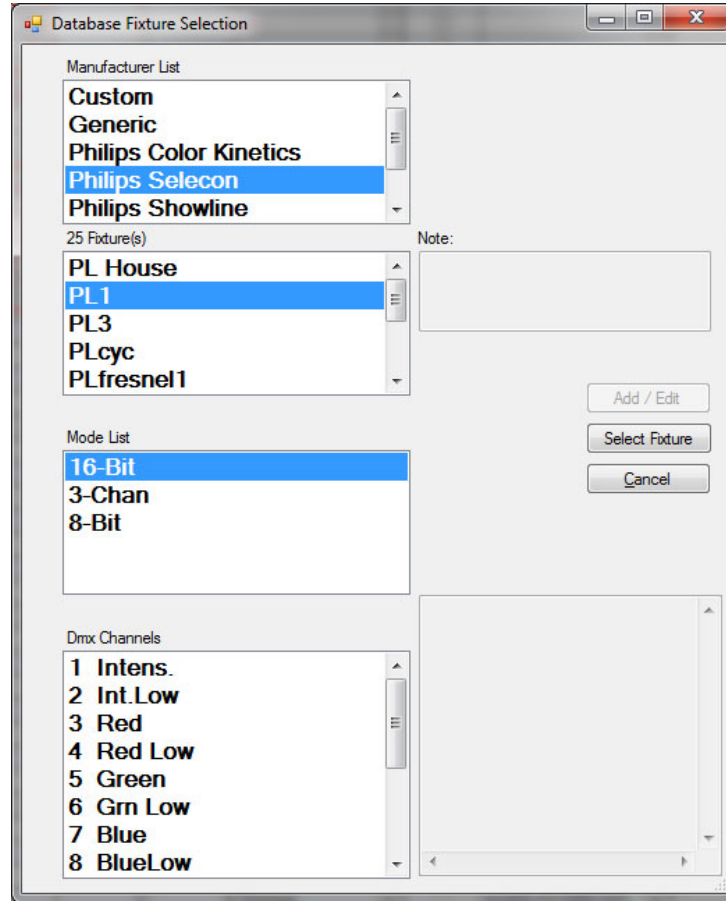 Database Fixture Selection
Manufacturer List
Custom
Generic
Philips Color Kinetics
Philips Selecon
Philips Showline
25 Fixture(s)
Note:
PL House
PL1
PL3
PLcyc
PLfresnel1
Add / Edit
Mode List
Select Fixture
16-Bit
Cancel
3-Chan
8-Bit
Dmx Channels
1 Intens.
2 Int.Low
3 Red
4 Red Low
5 Green
6 Grn Low
7 Blue
8 BlueLow